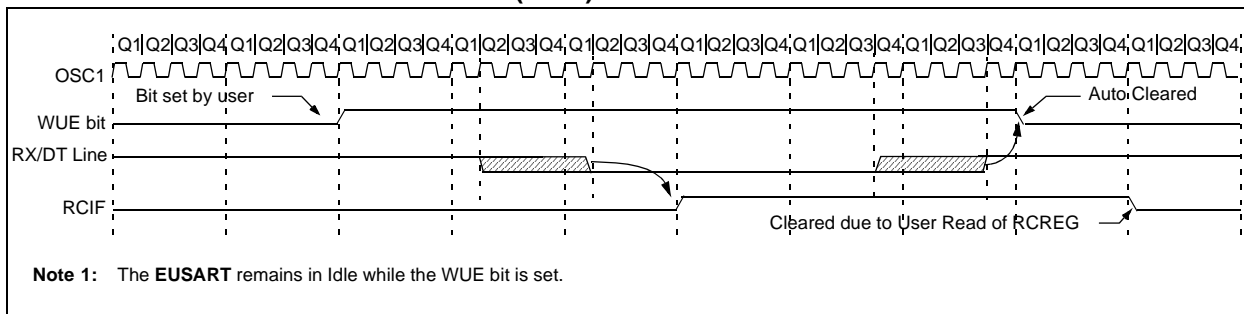 Q1|Q2|Q3|Q4|Q1|Q2|Q3|Q4|Q1|Q2|Q3|Q4|Q1|Q2|Q3|Q4|Q1|Q2|Q3|Q4|Q1|Q2|Q3|Q4|Q1|Q2|Q3|Q4|Q1|Q2|Q3|Q4|Q1|Q2|Q3|Q4|Q1|Q2|Q3|Q4
OSC1
Bit set by user
Auto Cleared
WUE bit
RX/DT Line
RCIF
Cleared due to User Read of RCREG
Note 1: The EUSART remains in Idle while the WUE bit is set.